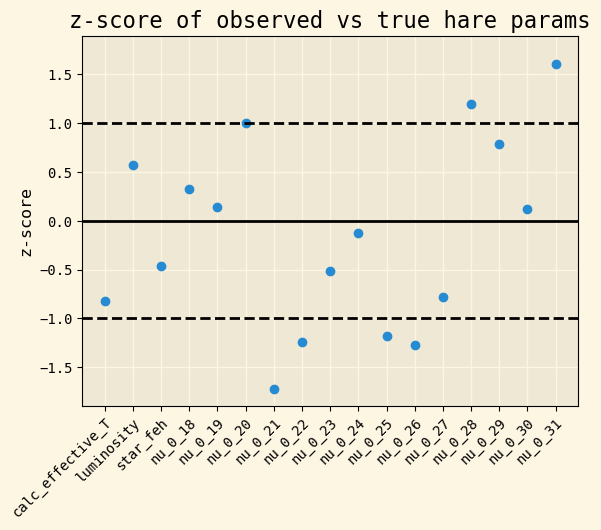 z-score of observed vs true hare params
z-score
1.5
1.0
0.5
0.0
−0.5
−1.0
−1.5
calc_effective_T
luminosity
star_feh
nu_0_18
nu_0_19
nu_0_20
nu_0_21
nu_0_22
nu_0_23
nu_0_24
nu_0_25
nu_0_26
nu_0_27
nu_0_28
nu_0_29
nu_0_30
nu_0_31